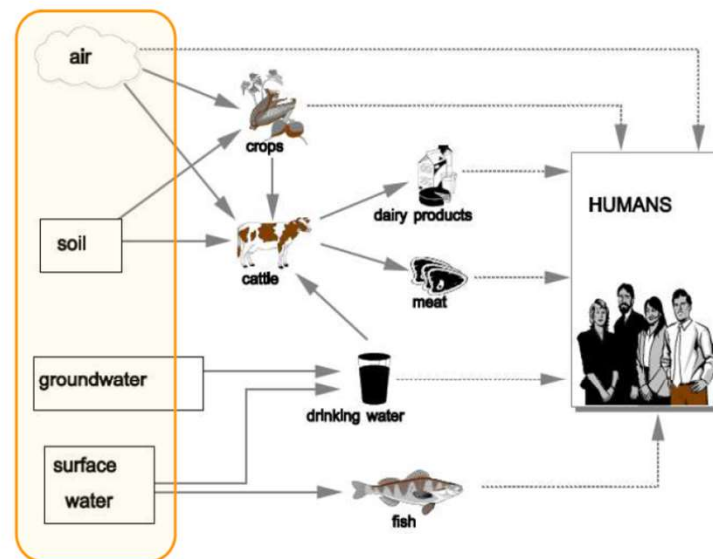 air
crops
dairy products
HUMANS
soil
cattle
meat
groundwater
drinking water
surface
water
fish